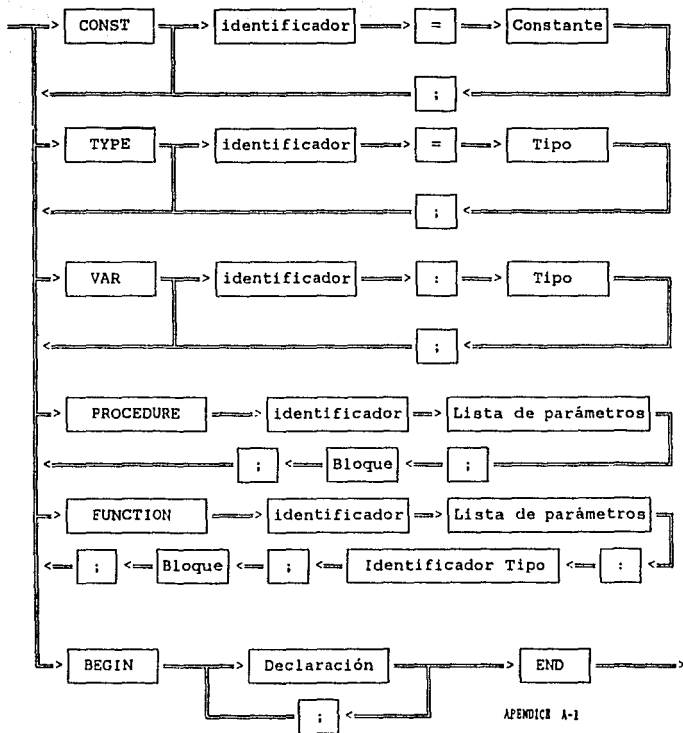 CONST identificador = Constante
;
TYPE identificador = Tipo
;
VAR identificador : Tipo
;
PROCEDURE identificador Lista de parámetros
; Bloque ;
FUNCTION identificador Lista de parámetros
; Bloque ; Identificador Tipo :
BEGIN Declaración END
;
APENDICE A-1